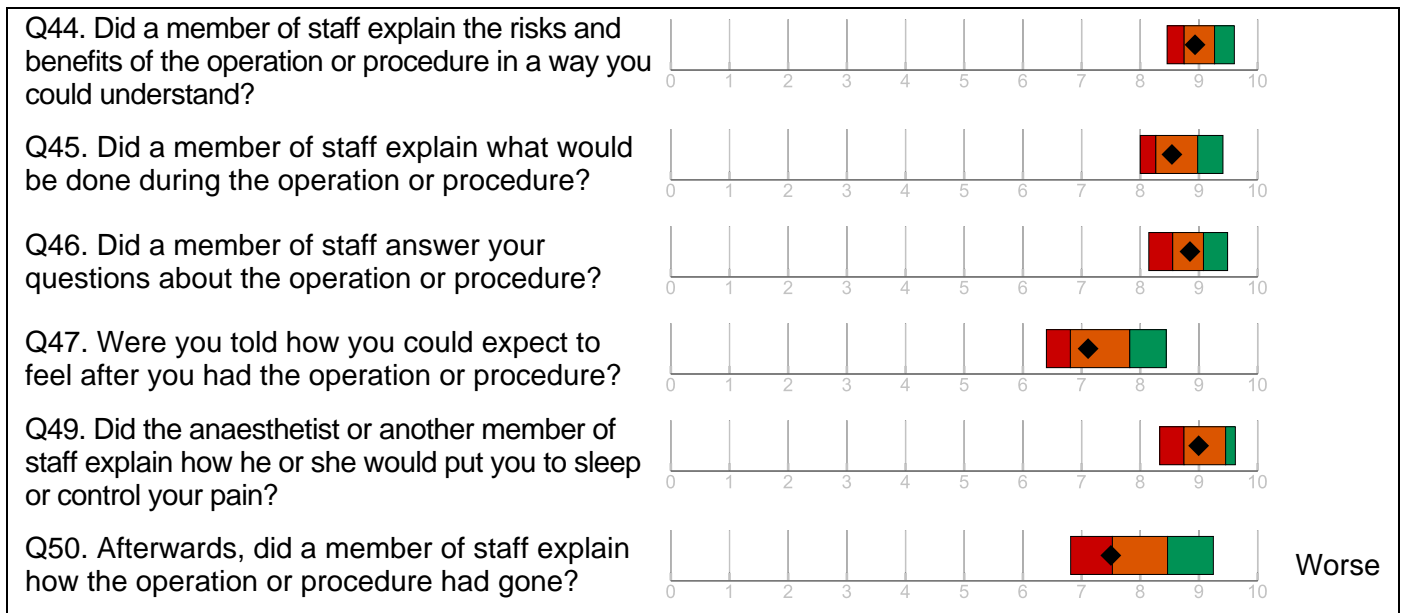 Q44. Did a member of staff explain the risks and
benefits of the operation or procedure in a way you
could understand?
0 1 2 3 4 5 6 7 8 9 10
Q45. Did a member of staff explain what would
be done during the operation or procedure?
0 1 2 3 4 5 6 7 8 9 10
Q46. Did a member of staff answer your
questions about the operation or procedure?
0 1 2 3 4 5 6 7 8 9 10
Q47. Were you told how you could expect to
feel after you had the operation or procedure?
0 1 2 3 4 5 6 7 8 9 10
Q49. Did the anaesthetist or another member of
staff explain how he or she would put you to sleep
or control your pain?
0 1 2 3 4 5 6 7 8 9 10
Q50. Afterwards, did a member of staff explain
how the operation or procedure had gone?
0 1 2 3 4 5 6 7 8 9 10
Worse